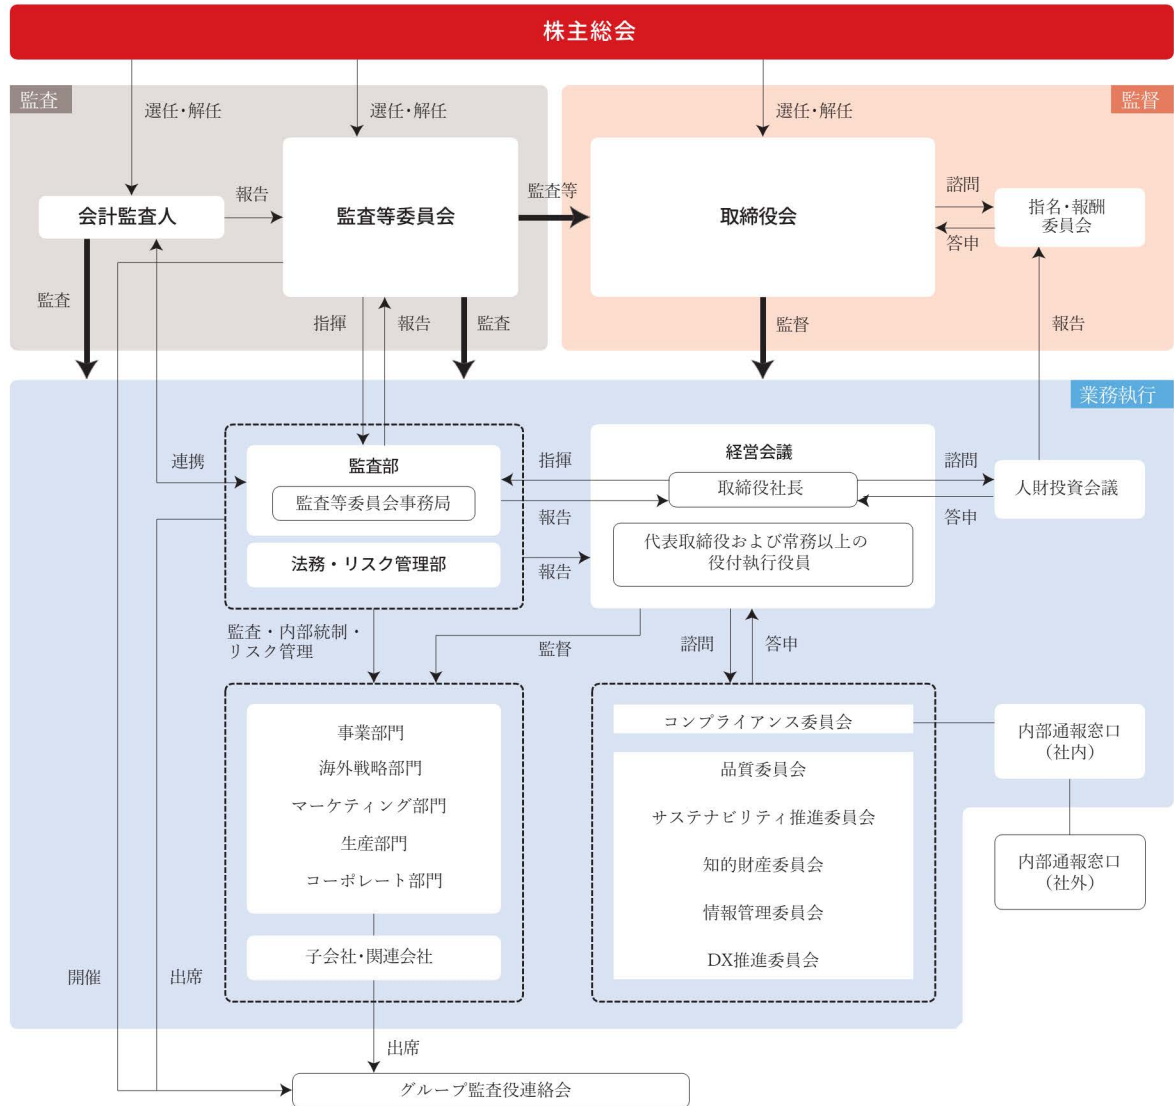 株主総会
監査
監督
選任・解任
選任・解任
選任・解任
会計監査人
報告
監査等委員会
監査等
取締役会
諮問
答申
指名・報酬
委員会
監査
指揮
報告
監査
監督
報告
業務執行
連携
監査部
監査等委員会事務局
法務・リスク管理部
指揮
報告
報告
経営会議
取締役社長
代表取締役および常務以上の
役付執行役員
諮問
答申
人財投資会議
監査・内部統制・
リスク管理
監督
諮問
答申
事業部門
海外戦略部門
マーケティング部門
生産部門
コーポレート部門
子会社・関連会社
コンプライアンス委員会
品質委員会
サステナビリティ推進委員会
知的財産委員会
情報管理委員会
DX推進委員会
内部通報窓口
（社内）
内部通報窓口
（社外）
開催
出席
出席
グループ監査役連絡会